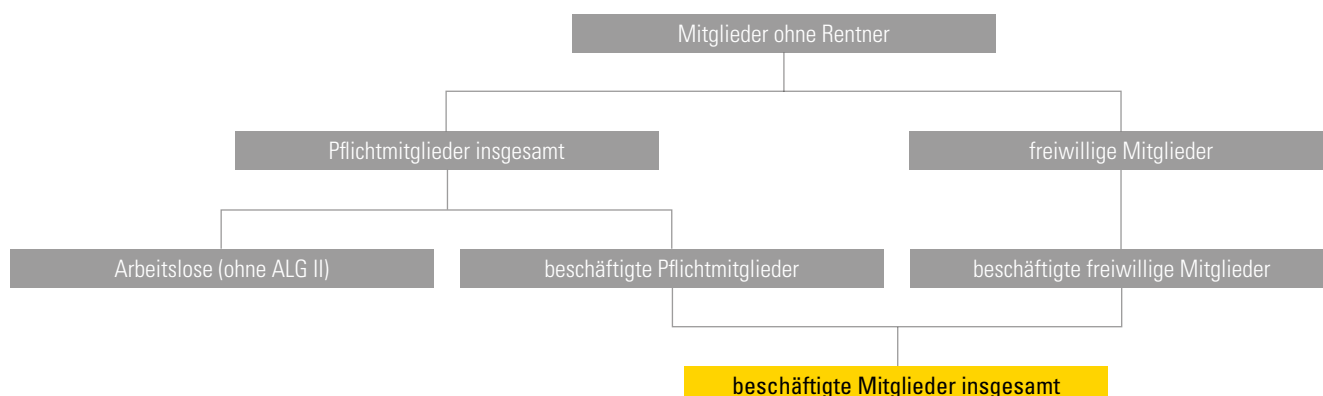 Mitglieder ohne Rentner
Pflichtmitglieder insgesamt
freiwillige Mitglieder
Arbeitslose (ohne ALG II)
beschäftigte Pflichtmitglieder
beschäftigte freiwillige Mitglieder
beschäftigte Mitglieder insgesamt